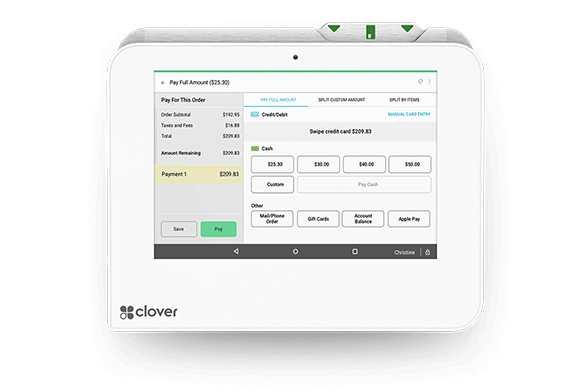 Pay Full Amount ($25.30)
Pay For This Order
PAY FULL AMOUNT
SPLIT CUSTOM AMOUNT
SPLIT BY ITEMS
Order Subtotal $192.95
Taxes and Fees $16.88
Total $209.83
Amount Remaining $209.83
Payment 1 $209.83
Save
Pay
Credit/Debit
MANUAL CARD ENTRY
Swipe credit card $209.83
Cash
$25.30 $30.00 $40.00 $50.00
Custom Pay Cash
Other
Mail/Phone
Order
Gift Cards
Account
Balance
Apple Pay
Christine
clover